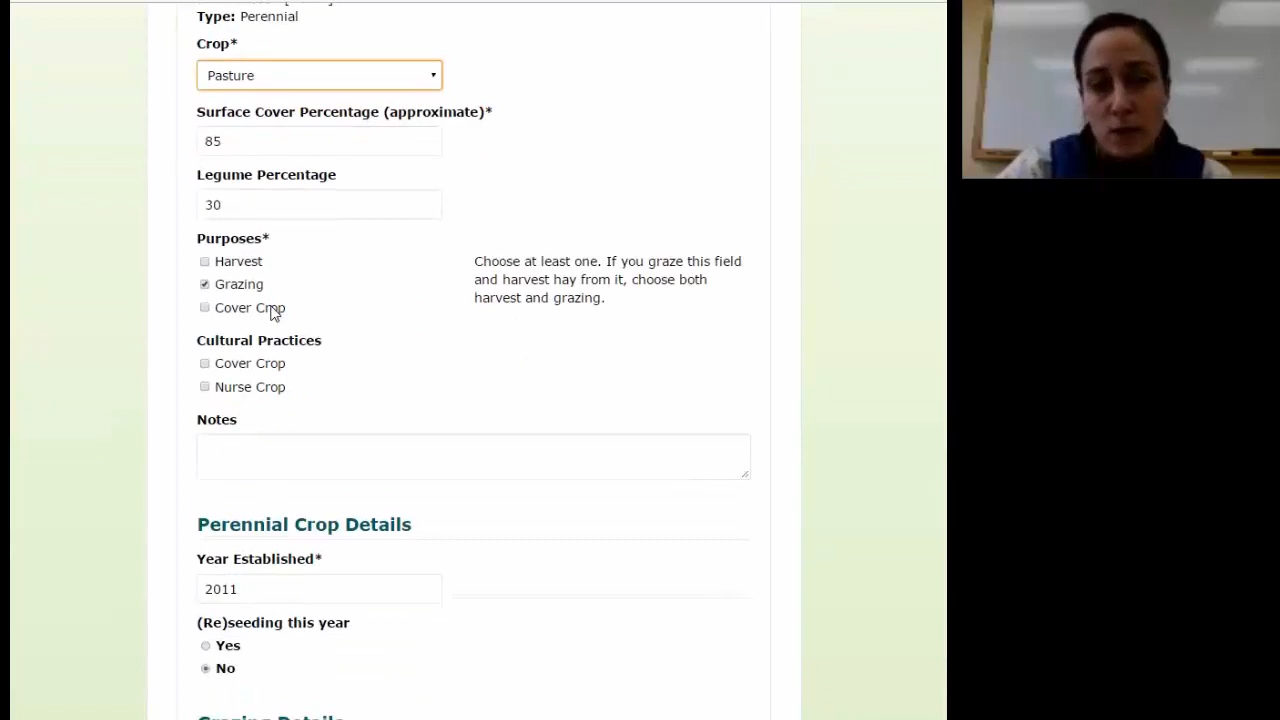 Type: Perennial
Crop*
Pasture
Surface Cover Percentage (approximate)*
85
Legume Percentage
30
Purposes*
Harvest
Grazing
Cover Crop
Choose at least one. If you graze this field
and harvest hay from it, choose both
harvest and grazing.
Cultural Practices
Cover Crop
Nurse Crop
Notes
Perennial Crop Details
Year Established*
2011
(Re)seeding this year
Yes
No
Grazing Details